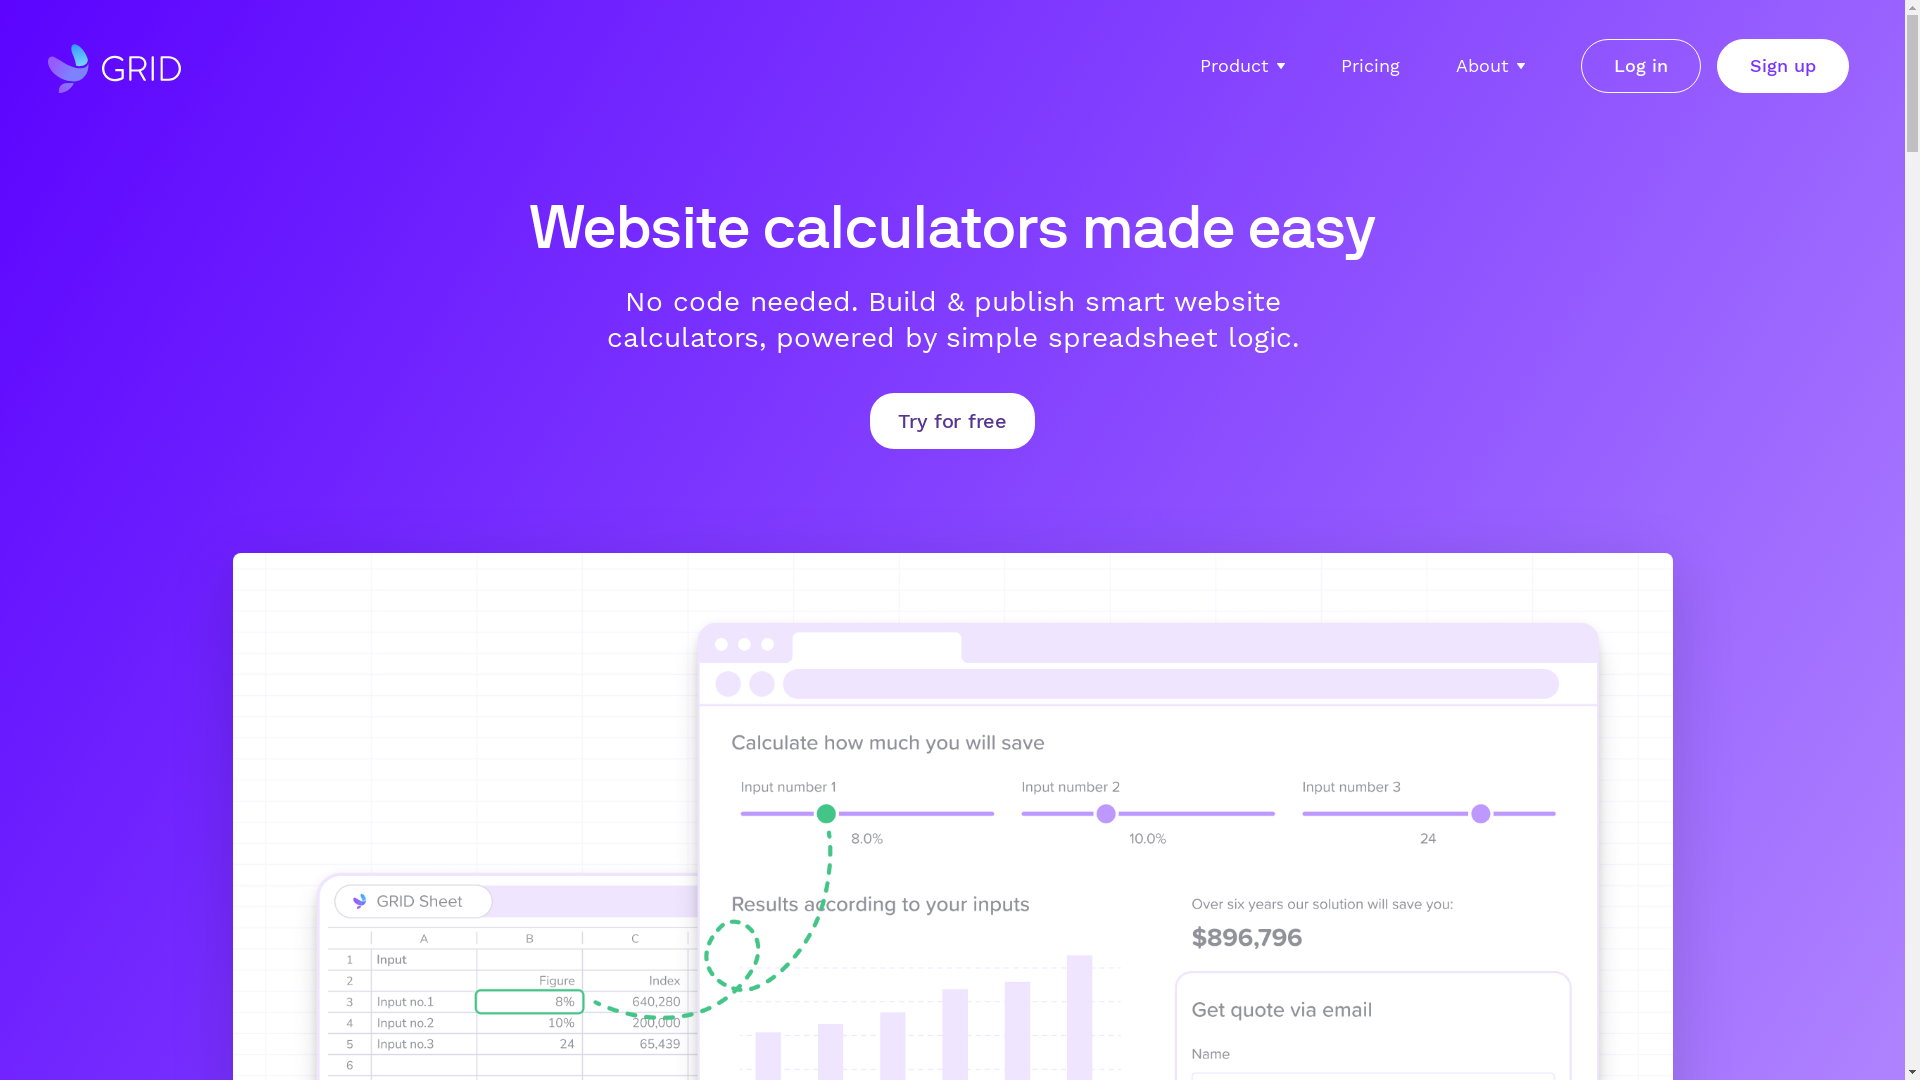 GRID
Product
Pricing
About
Log in
Sign up
Website calculators made easy
No code needed. Build & publish smart website
calculators, powered by simple spreadsheet logic.
Try for free
Calculate how much you will save
Input number 1
Input number 2
Input number 3
8.0%
10.0%
24
Results according to your inputs
Over six years our solution will save you:
$896,796
Get quote via email
Name
GRID Sheet
A B C
1 Input
2 Figure Index
3 Input no.1 8% 640,280
4 Input no.2 10% 200,000
5 Input no.3 24 65,439
6